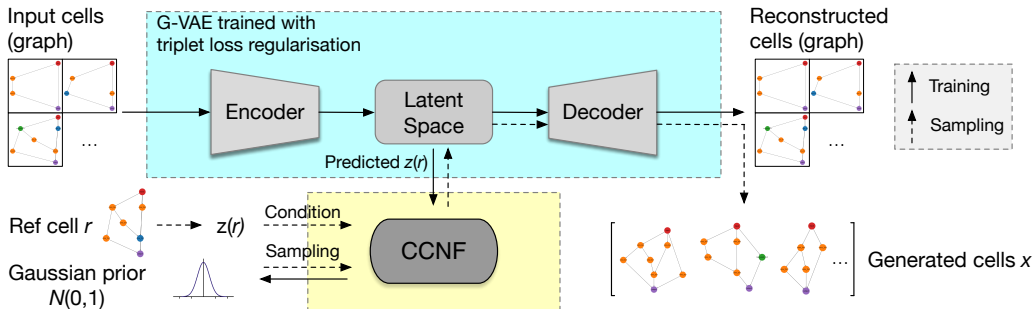 Input cells
(graph)
G-VAE trained with
triplet loss regularisation
Reconstructed
cells (graph)
Encoder
Latent
Space
Decoder
Training
Sampling
...
...
Predicted z(r)
Ref cell r
z(r)
Condition
Sampling
CCNF
Gaussian prior
N(0,1)
...
Generated cells x